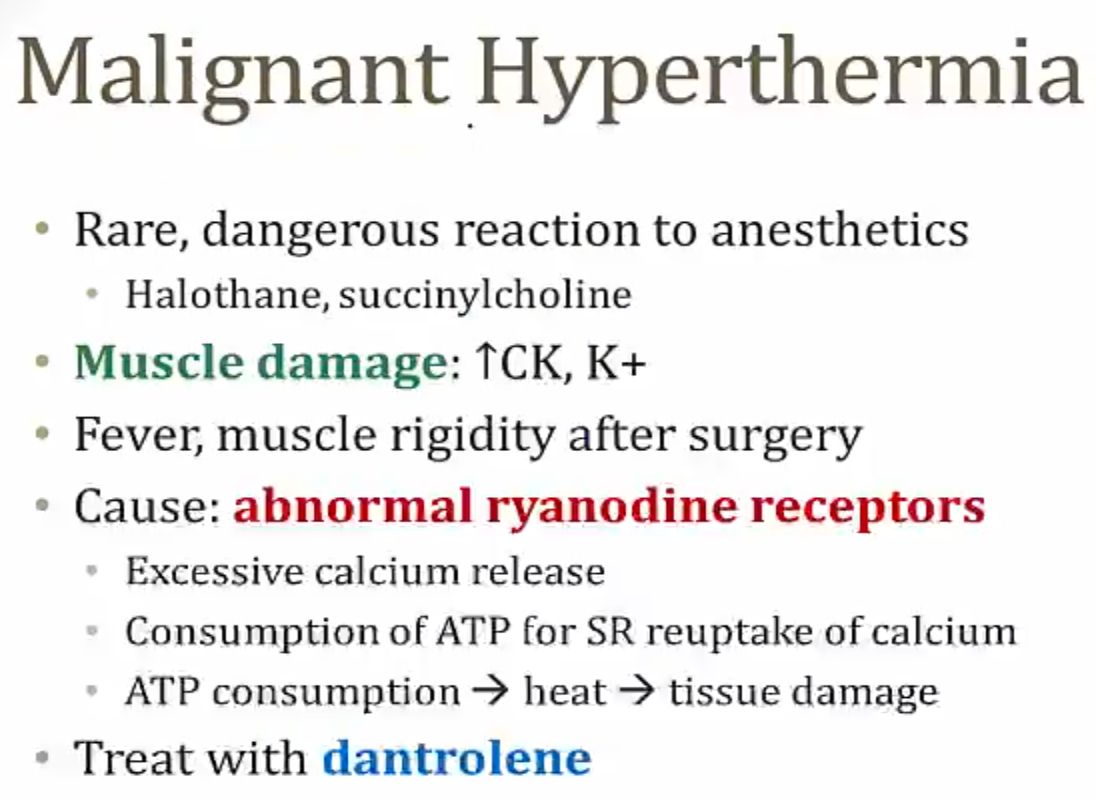 Malignant Hyperthermia
• Rare, dangerous reaction to anesthetics
• Halothane, succinylcholine
• Muscle damage: ↑CK, K+
• Fever, muscle rigidity after surgery
• Cause: abnormal ryanodine receptors
• Excessive calcium release
• Consumption of ATP for SR reuptake of calcium
• ATP consumption → heat → tissue damage
• Treat with dantrolene